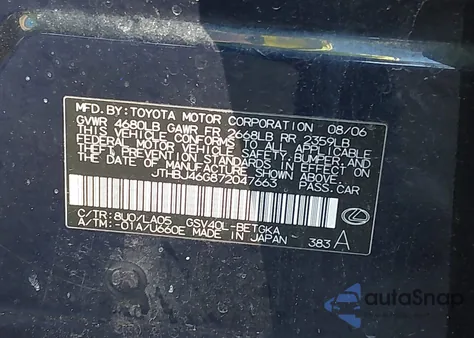 MFD. BY: TOYOTA MOTOR CORPORATION 08/06
GVWR 4680LB GAWR FR 2668LB RR 2359LB
THIS VEHICLE CONFORMS TO ALL APPLICABLE
FEDERAL MOTOR VEHICLE SAFETY, BUMPER, AND
THEFT PREVENTION STANDARDS IN EFFECT ON
THE DATE OF MANUFACTURE SHOWN ABOVE.
JTHBJ46G872047663 PASS. CAR
C/TR: 8U0/LA05 GSV40L-BETGKA
A/TM: -01A/U660E MADE IN JAPAN 383 A
autoSnap